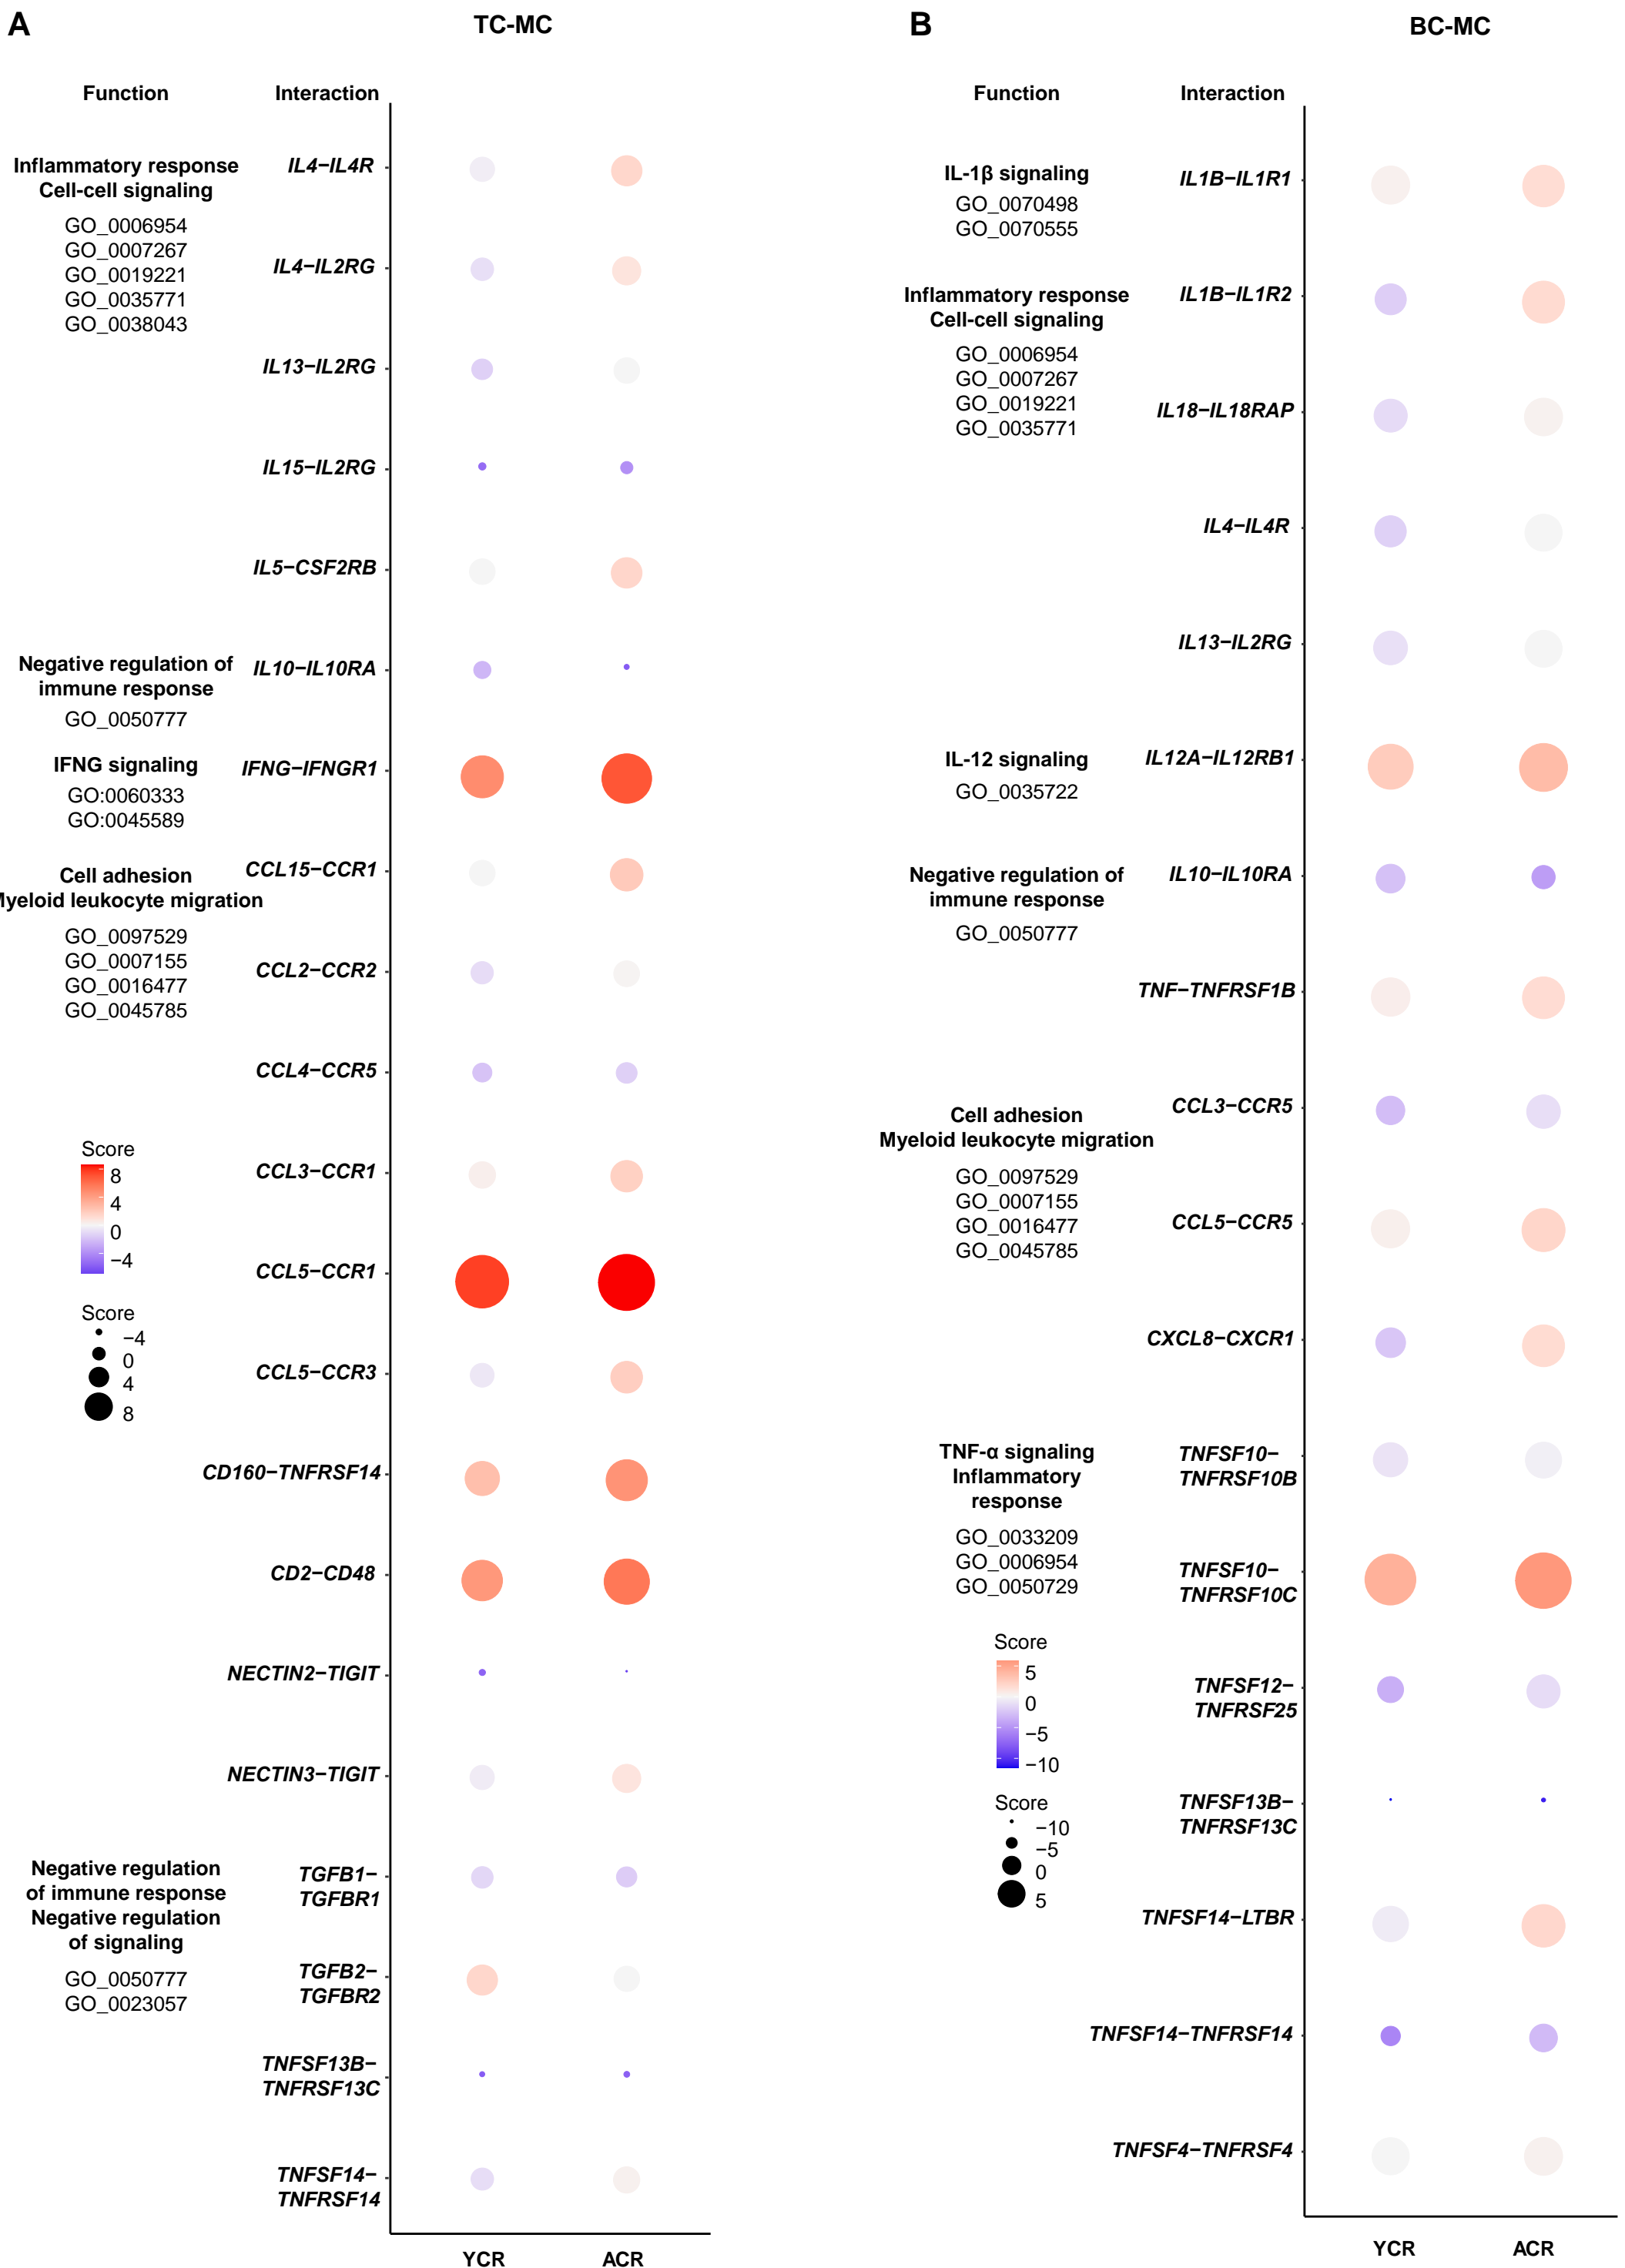 A
TC-MC
Function
Interaction
Inflammatory response
Cell-cell signaling
GO_0006954
GO_0007267
GO_0019221
GO_0035771
GO_0038043
IL4−IL4R
IL4−IL2RG
IL13−IL2RG
IL15−IL2RG
IL5−CSF2RB
Negative regulation of
immune response
GO_0050777
IL10−IL10RA
IFNG signaling
GO:0060333
GO:0045589
IFNG−IFNGR1
Cell adhesion
Myeloid leukocyte migration
GO_0097529
GO_0007155
GO_0016477
GO_0045785
CCL15−CCR1
CCL2−CCR2
CCL4−CCR5
CCL3−CCR1
CCL5−CCR1
CCL5−CCR3
CD160−TNFRSF14
CD2−CD48
NECTIN2−TIGIT
NECTIN3−TIGIT
Score
8
4
0
−4
Score
−4
0
4
8
Negative regulation
of immune response
Negative regulation
of signaling
GO_0050777
GO_0023057
TGFB1−
TGFBR1
TGFB2−
TGFBR2
TNFSF13B−
TNFRSF13C
TNFSF14−
TNFRSF14
YCR
ACR
B
BC-MC
Function
Interaction
IL-1β signaling
GO_0070498
GO_0070555
IL1B−IL1R1
Inflammatory response
Cell-cell signaling
GO_0006954
GO_0007267
GO_0019221
GO_0035771
IL1B−IL1R2
IL18−IL18RAP
IL4−IL4R
IL13−IL2RG
IL-12 signaling
GO_0035722
IL12A−IL12RB1
Negative regulation of
immune response
GO_0050777
IL10−IL10RA
TNF−TNFRSF1B
Cell adhesion
Myeloid leukocyte migration
GO_0097529
GO_0007155
GO_0016477
GO_0045785
CCL3−CCR5
CCL5−CCR5
CXCL8−CXCR1
TNF-α signaling
Inflammatory
response
GO_0033209
GO_0006954
GO_0050729
TNFSF10−
TNFRSF10B
TNFSF10−
TNFRSF10C
TNFSF12−
TNFRSF25
TNFSF13B−
TNFRSF13C
TNFSF14−LTBR
TNFSF14−TNFRSF14
TNFSF4−TNFRSF4
Score
5
0
−5
−10
Score
−10
−5
0
5
YCR
ACR